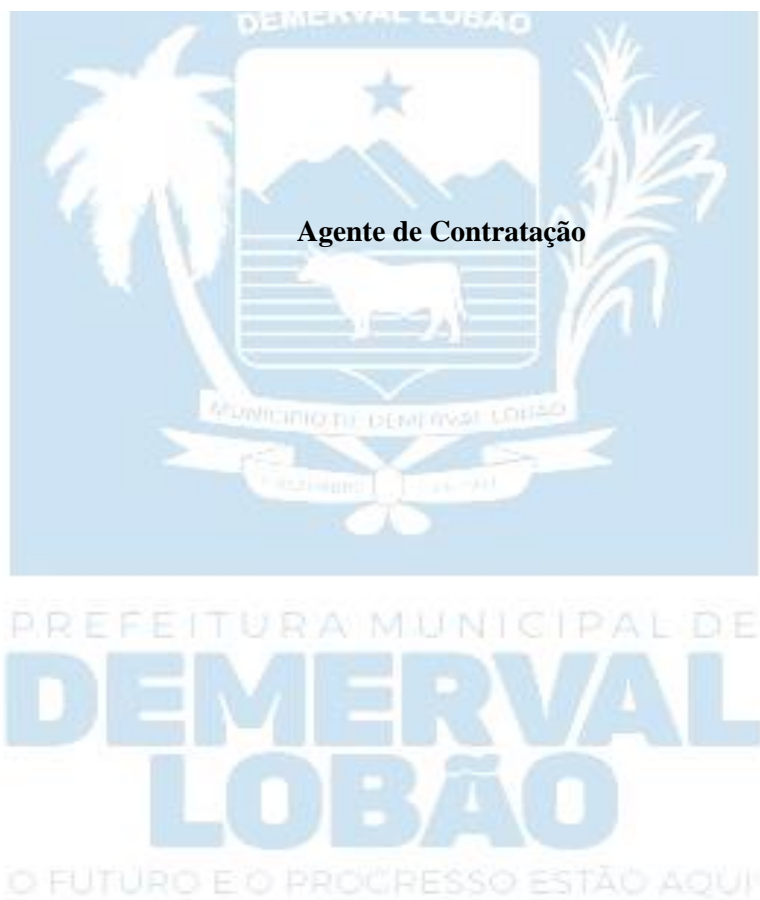 DEMERVAL LOBÃO
Agente de Contratação
MUNICIPIO DE DEMERVAL LOBÃO
PREFEITURA MUNICIPAL DE
DEMERVAL
LOBÃO
O FUTURO E O PROGRESSO ESTÃO AQUI